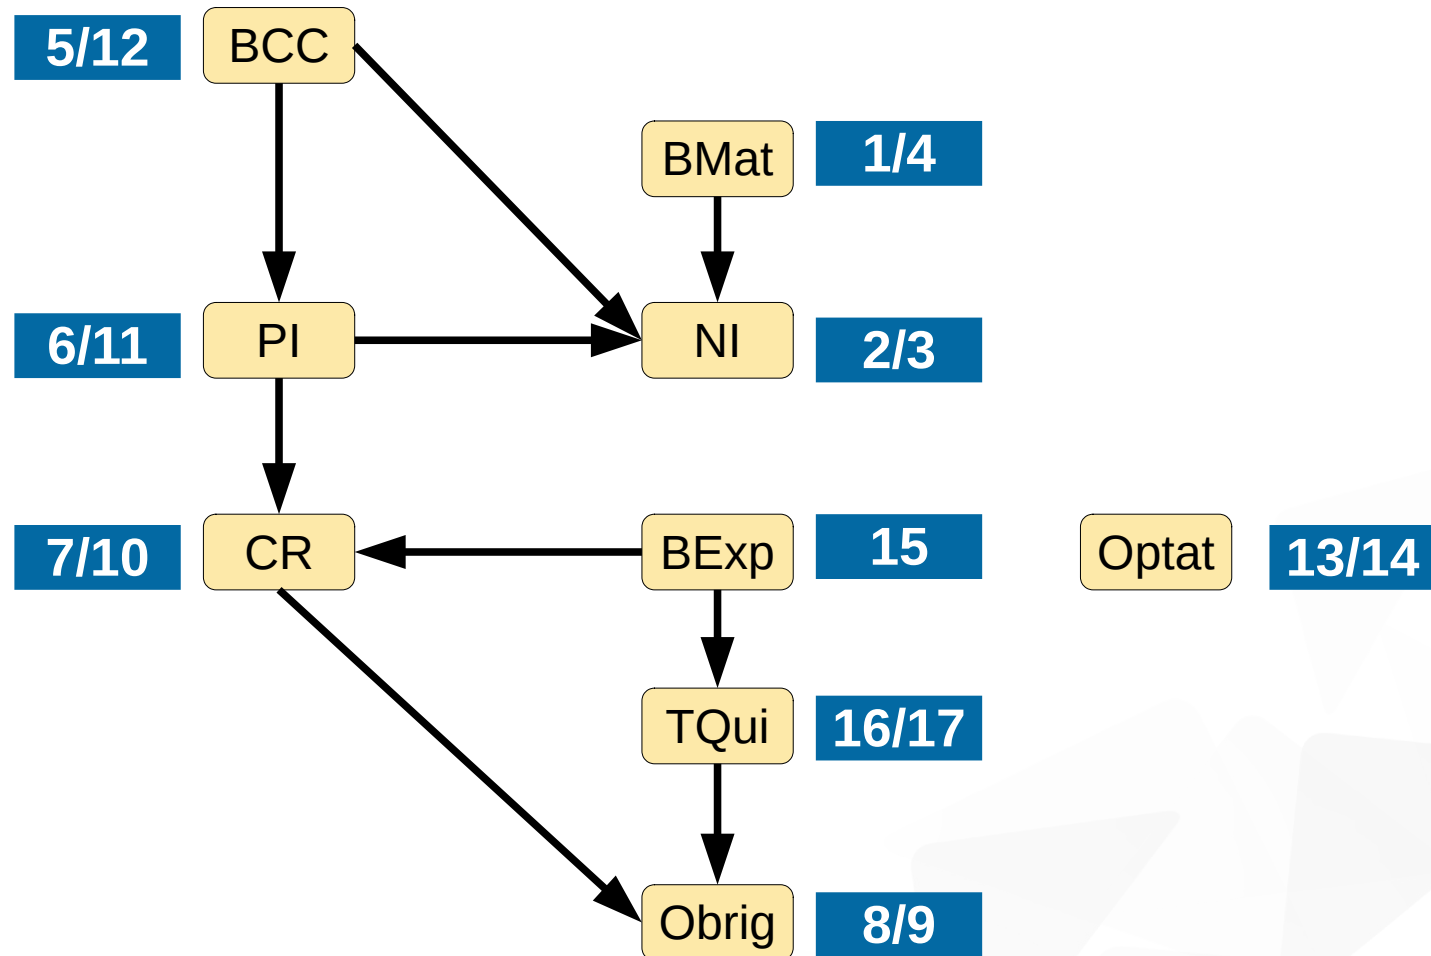 5/12
BCC
BMat
1/4
6/11
PI
NI
2/3
7/10
CR
BExp
15
Optat
13/14
TQui
16/17
Obrig
8/9